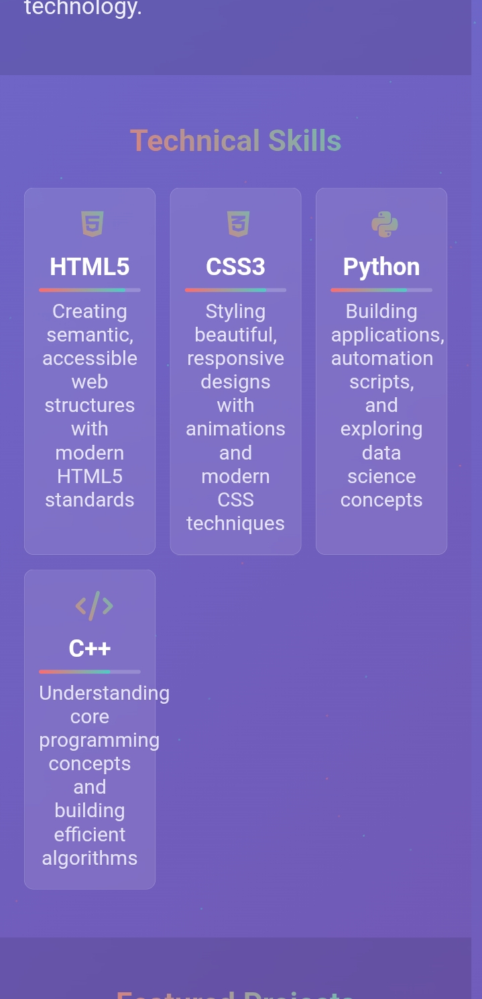 technology.
Technical Skills
HTML5
Creating
semantic,
accessible
web
structures
with
modern
HTML5
standards
CSS3
Styling
beautiful,
responsive
designs
with
animations
and
modern
CSS
techniques
Python
Building
applications,
automation
scripts,
and
exploring
data
science
concepts
C++
Understanding
core
programming
concepts
and
building
efficient
algorithms
Featured Projects